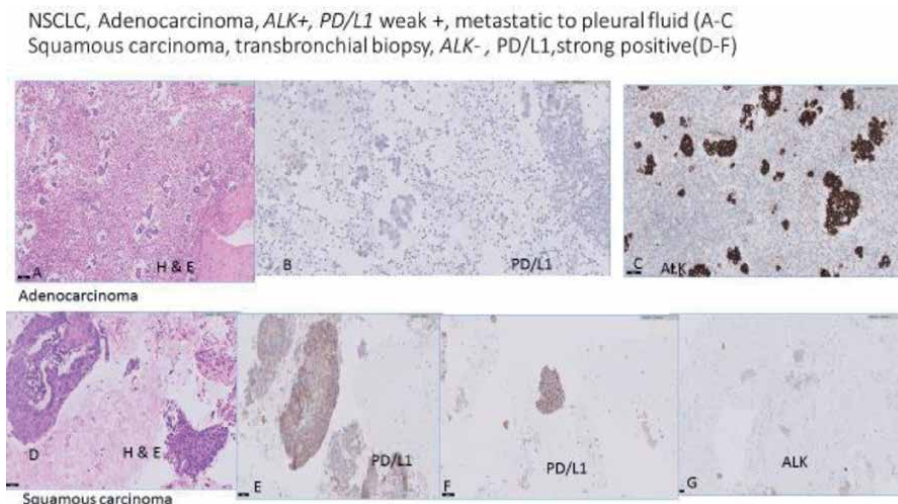 NSCLC, Adenocarcinoma, ALK+, PD/L1 weak +, metastatic to pleural fluid (A-C
Squamous carcinoma, transbronchial biopsy, ALK- , PD/L1,strong positive(D-F)
A H & E
B PD/L1
C ALK
Adenocarcinoma
D H & E
E PD/L1
F PD/L1
G ALK
Squamous carcinoma